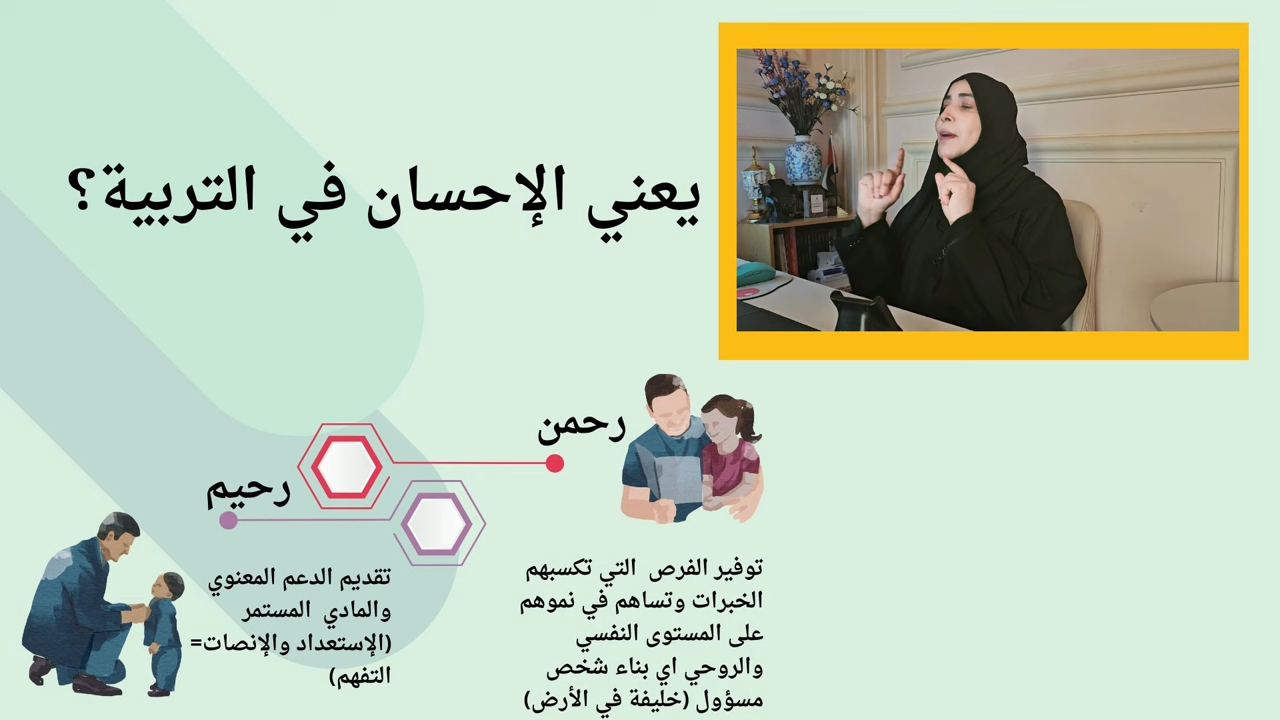 يعني الإحسان في التربية؟
رحمن
توفير الفرص التي تكسبهم
الخبرات وتساهم في نموهم
على المستوى النفسي
والروحي اي بناء شخص
مسؤول (خليفة في الأرض)
رحيم
تقديم الدعم المعنوي
والمادي المستمر
(الإستعداد والإنصات=
التفهم)